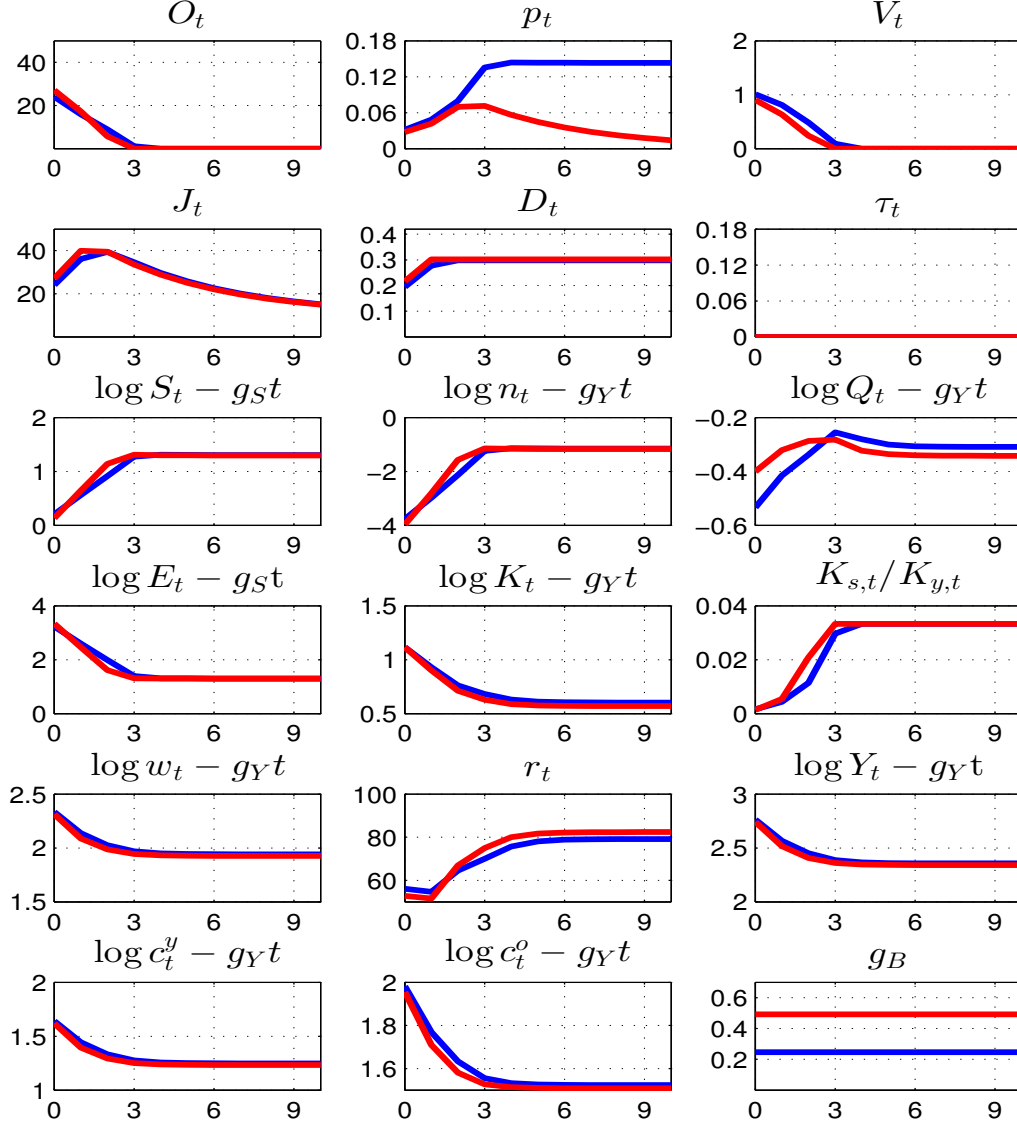 O_t p_t V_t
40 0.18 2
20 0.12 1
0.06
0 0
0 3 6 9 0 3 6 9 0 3 6 9
J_t D_t τ_t
40 0.4 0.18
0.3 0.12
20 0.2 0.06
0.1 0
0 3 6 9 0 3 6 9 0 3 6 9
log S_t − g_S t log n_t − g_Y t log Q_t − g_Y t
2 0 −0.2
1 −2 −0.4
0 −4 −0.6
0 3 6 9 0 3 6 9 0 3 6 9
log E_t − g_S t log K_t − g_Y t K_{s,t}/K_{y,t}
4 1.5 0.04
2 1 0.02
0 0.5 0
0 3 6 9 0 3 6 9 0 3 6 9
log w_t − g_Y t r_t log Y_t − g_Y t
2.5 100 3
2 80 2.5
1.5 60 2
0 3 6 9 0 3 6 9 0 3 6 9
log c_t^y − g_Y t log c_t^o − g_Y t g_B
2 2 0.6
1.5 1.8 0.4
1 1.6 0.2
0 3 6 9 0 3 6 9 0 3 6 9